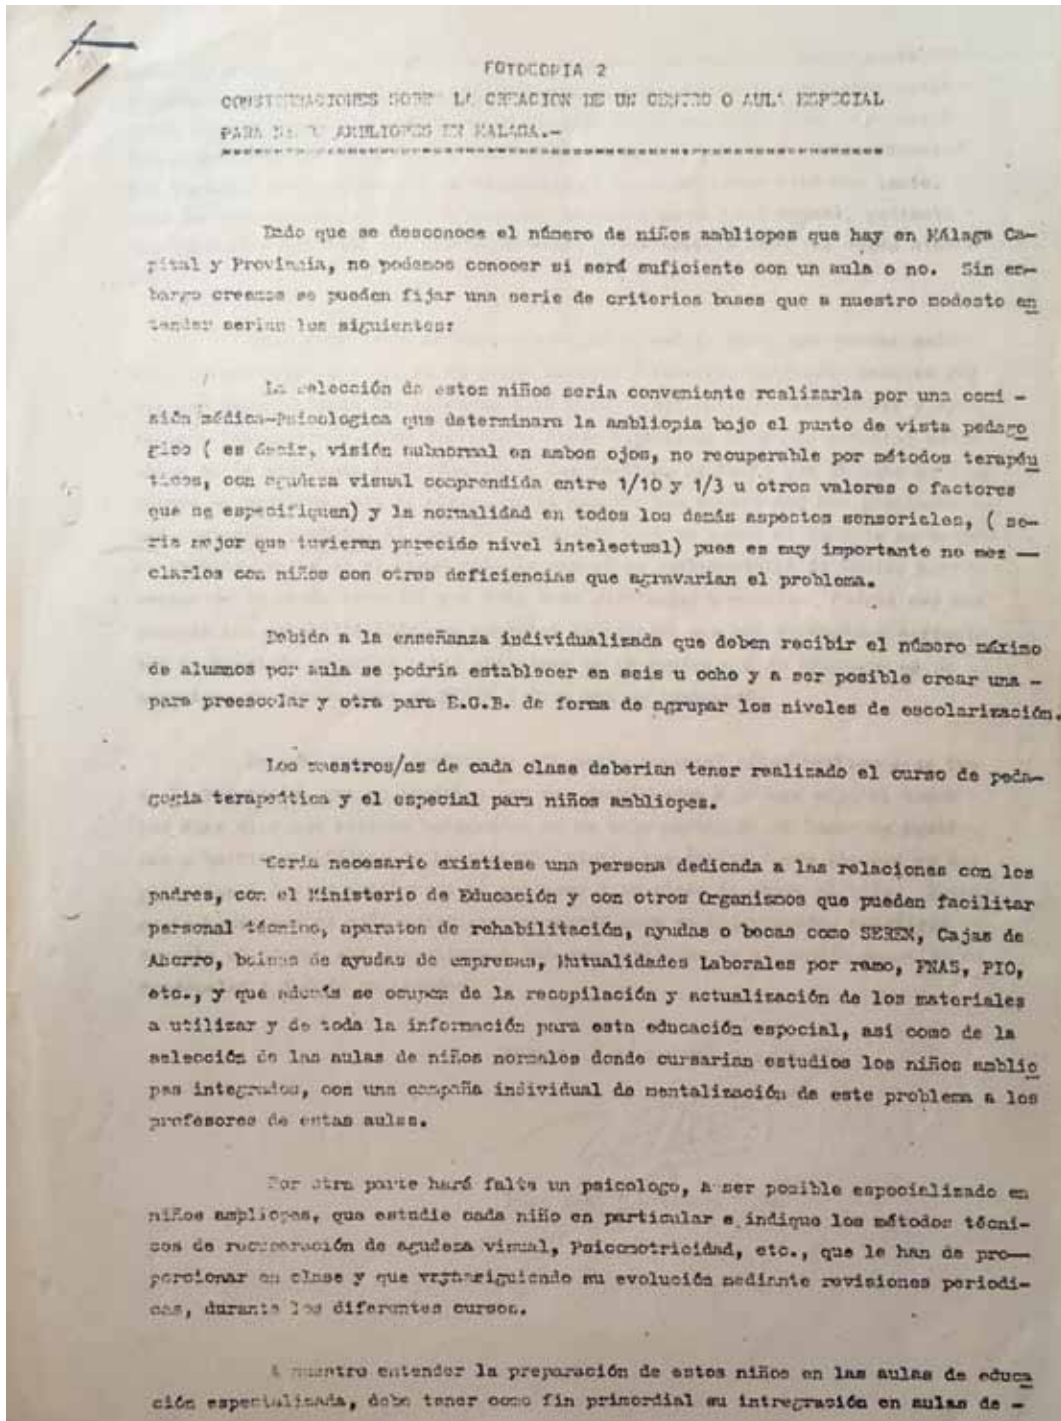 FOTOCOPIA 2
CONSIDERACIONES SOBRE LA CREACION DE UN CENTRO O AULA ESPECIAL
PARA AMBLIOPES EN MALAGA.-
Dado que se desconoce el número de niños ambliopes que hay en Málaga Ca-
pital y Provincia, no podemos conocer si será suficiente con un aula o no. Sin em-
bargo creemos se pueden fijar una serie de criterios bases que a nuestro modesto en
tender serian los siguientes:
La selección de estos niños seria conveniente realizarla por una comi -
sión médico-Psicologica que determinara la ambliopia bajo el punto de vista pedago
gico ( es decir, visión subnormal en ambos ojos, no recuperable por métodos terapéu
ticos, con agudeza visual comprendida entre 1/10 y 1/3 u otros valores o factores
que se especifiquen) y la normalidad en todos los demás aspectos sensoriales, ( se-
ria mejor que tuvieran parecido nivel intelectual) pues es muy importante no mez —
clarlos con niños con otras deficiencias que agravarian el problema.
Debido a la enseñanza individualizada que deben recibir el número máximo
de alumnos por aula se podría establecer en seis u ocho y a ser posible crear una -
para preescolar y otra para E.G.B. de forma de agrupar los niveles de escolarización.
Los maestros/as de cada clase deberian tener realizado el curso de peda-
gogia terapeútica y el especial para niños ambliopes.
Seria necesario existiese una persona dedicada a las relaciones con los
padres, con el Ministerio de Educación y con otros Organismos que pueden facilitar
personal técnico, aparatos de rehabilitación, ayudas o becas como SEREM, Cajas de
Ahorro, bolsas de ayudas de empresas, Mutualidades Laborales por ramo, FNAS, PIO,
etc., y que además se ocupen de la recopilación y actualización de los materiales
a utilizar y de toda la información para esta educación especial, asi como de la
selección de las aulas de niños normales donde cursarian estudios los niños amblio
pes integrados, con una campaña individual de mentalización de este problema a los
profesores de estas aulas.
Por otra parte hará falta un psicologo, a ser posible especializado en
niños ampliopes, que estudie cada niño en particular e indique los métodos técni-
cos de recuperación de agudeza visual, Psicomotricidad, etc., que le han de pro—
porcionar en clase y que siguiendo su evolución mediante revisiones periodi-
cas, durante los diferentes cursos.
A nuestro entender la preparación de estos niños en las aulas de educa
ción especializada, debe tener como fin primordial su intregración en aulas de -